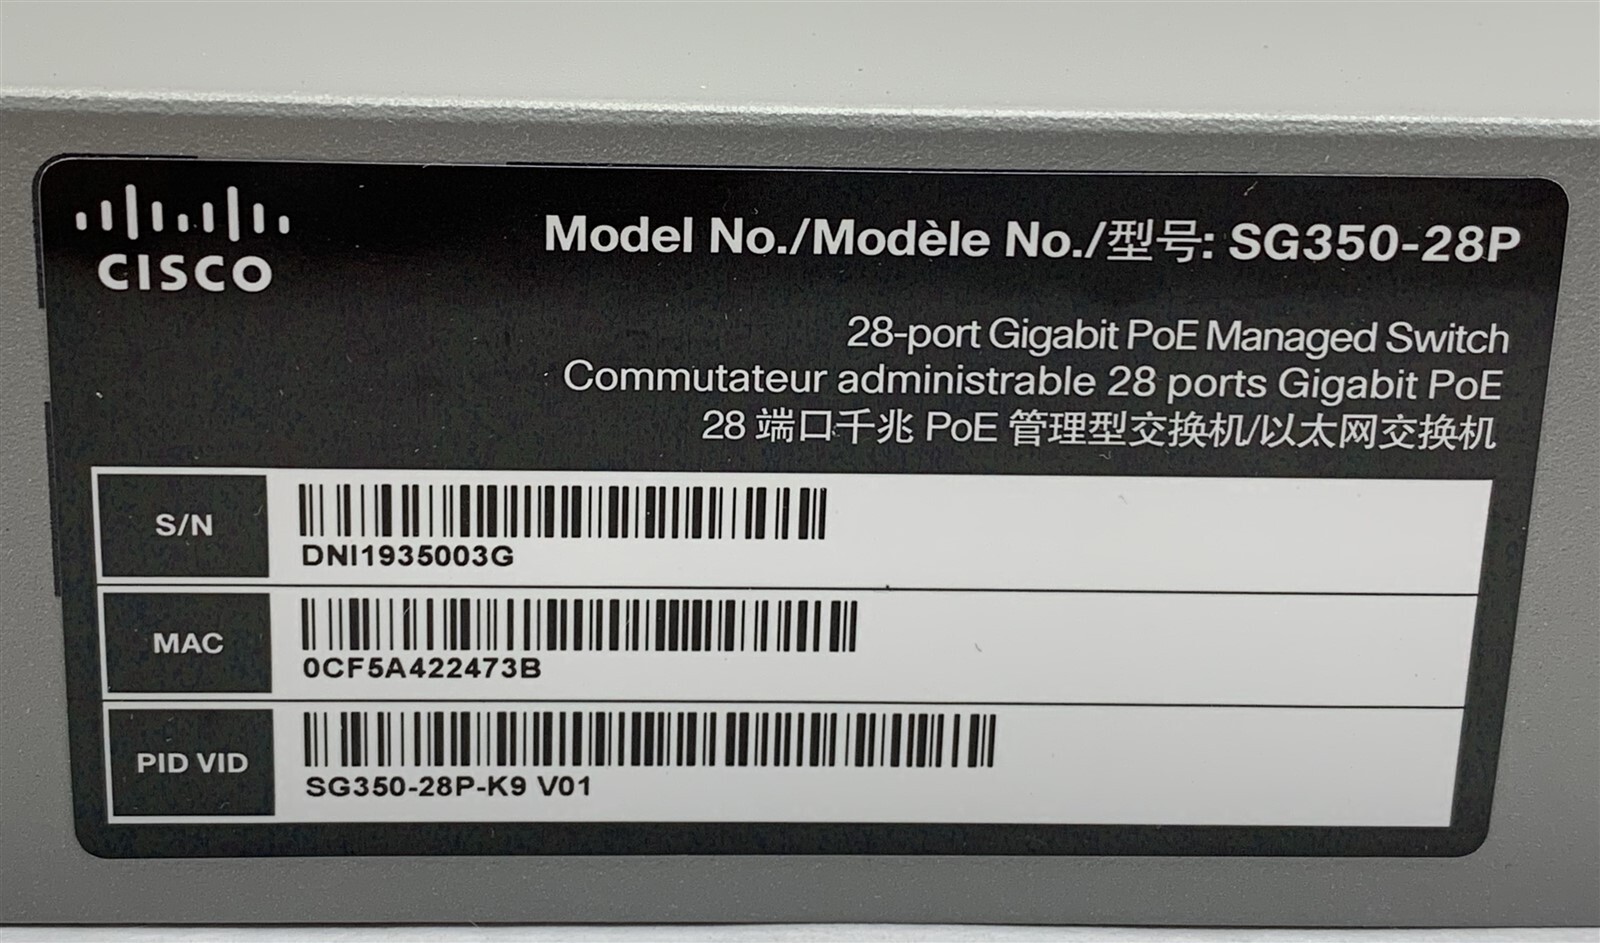 CISCO
Model No./Modèle No./型号: SG350-28P
28-port Gigabit PoE Managed Switch
Commutateur administrable 28 ports Gigabit PoE
28 端口千兆 PoE 管理型交换机/以太网交换机
S/N
DNI1935003G
MAC
0CF5A422473B
PID VID
SG350-28P-K9 V01